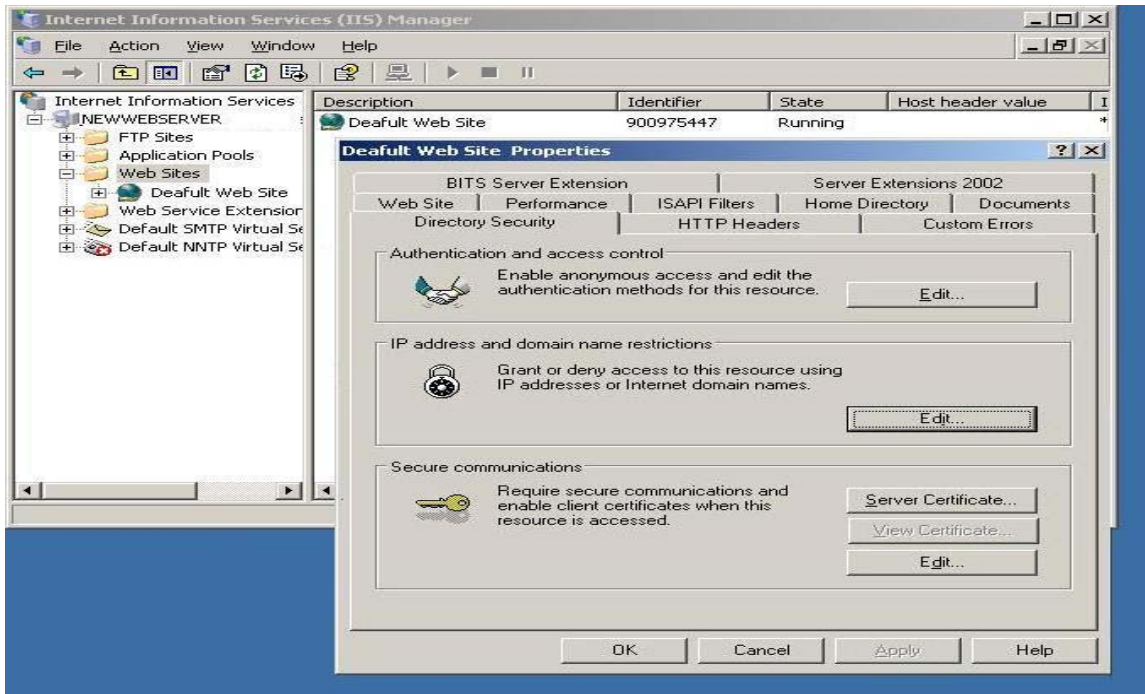 Internet Information Services (IIS) Manager
File Action View Window Help
Internet Information Services
NEWWEBSERVER
FTP Sites
Application Pools
Web Sites
Deafult Web Site
Web Service Extension
Default SMTP Virtual Se
Default NNTP Virtual Se
Description Identifier State Host header value I
Deafult Web Site 900975447 Running *
Deafult Web Site Properties
BITS Server Extension Server Extensions 2002
Web Site Performance ISAPI Filters Home Directory Documents
Directory Security HTTP Headers Custom Errors
Authentication and access control
Enable anonymous access and edit the
authentication methods for this resource.
Edit...
IP address and domain name restrictions
Grant or deny access to this resource using
IP addresses or Internet domain names.
Edit...
Secure communications
Require secure communications and
enable client certificates when this
resource is accessed.
Server Certificate...
View Certificate...
Edit...
OK Cancel Apply Help